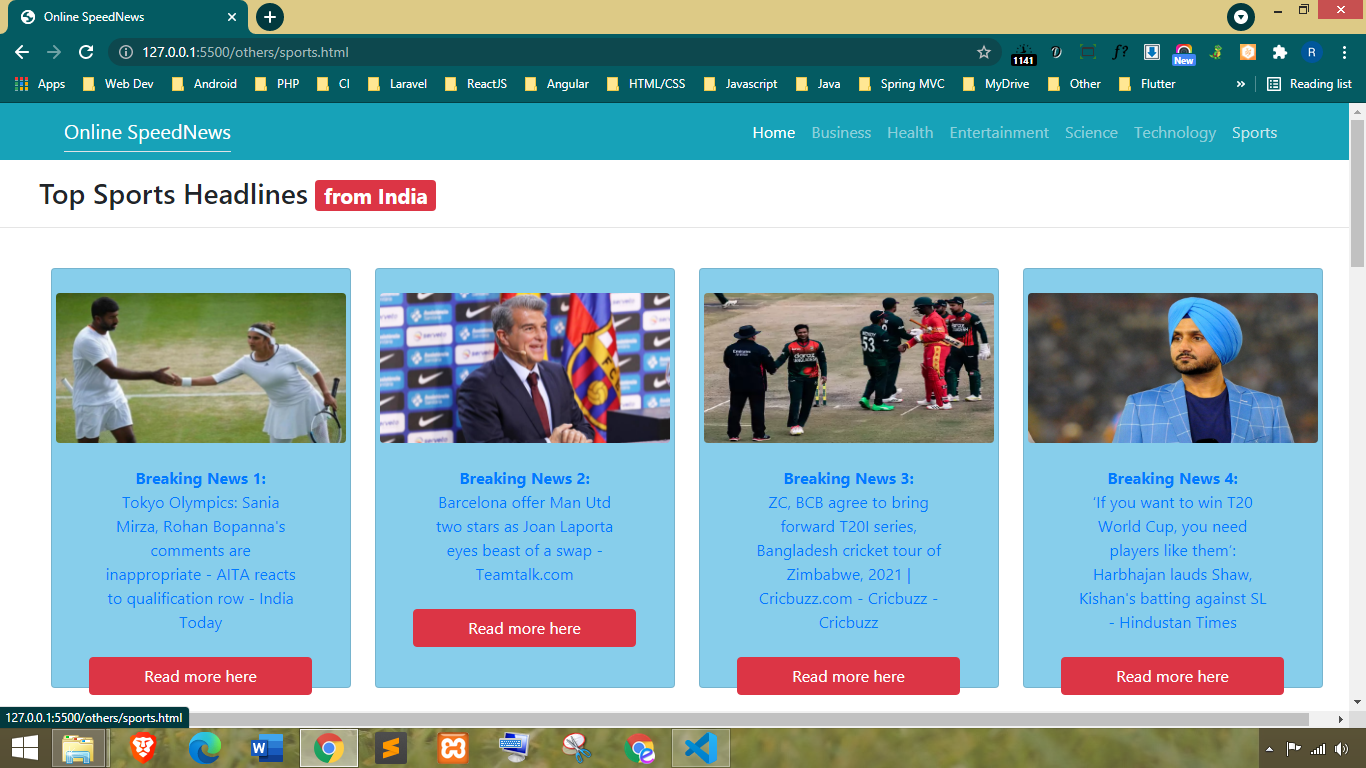 Online SpeedNews
127.0.0.1:5500/others/sports.html
1141
f?
New
R
Apps
Web Dev
Android
PHP
CI
Laravel
ReactJS
Angular
HTML/CSS
Javascript
Java
Spring MVC
MyDrive
Other
Flutter
»
Reading list
Online SpeedNews
Home
Business
Health
Entertainment
Science
Technology
Sports
Top Sports Headlines from India
53
Breaking News 1:
Tokyo Olympics: Sania
Mirza, Rohan Bopanna's
comments are
inappropriate - AITA reacts
to qualification row - India
Today
Read more here
Breaking News 2:
Barcelona offer Man Utd
two stars as Joan Laporta
eyes beast of a swap -
Teamtalk.com
Read more here
Breaking News 3:
ZC, BCB agree to bring
forward T20I series,
Bangladesh cricket tour of
Zimbabwe, 2021 |
Cricbuzz.com - Cricbuzz -
Cricbuzz
Read more here
Breaking News 4:
'If you want to win T20
World Cup, you need
players like them':
Harbhajan lauds Shaw,
Kishan's batting against SL
- Hindustan Times
Read more here
127.0.0.1:5500/others/sports.html